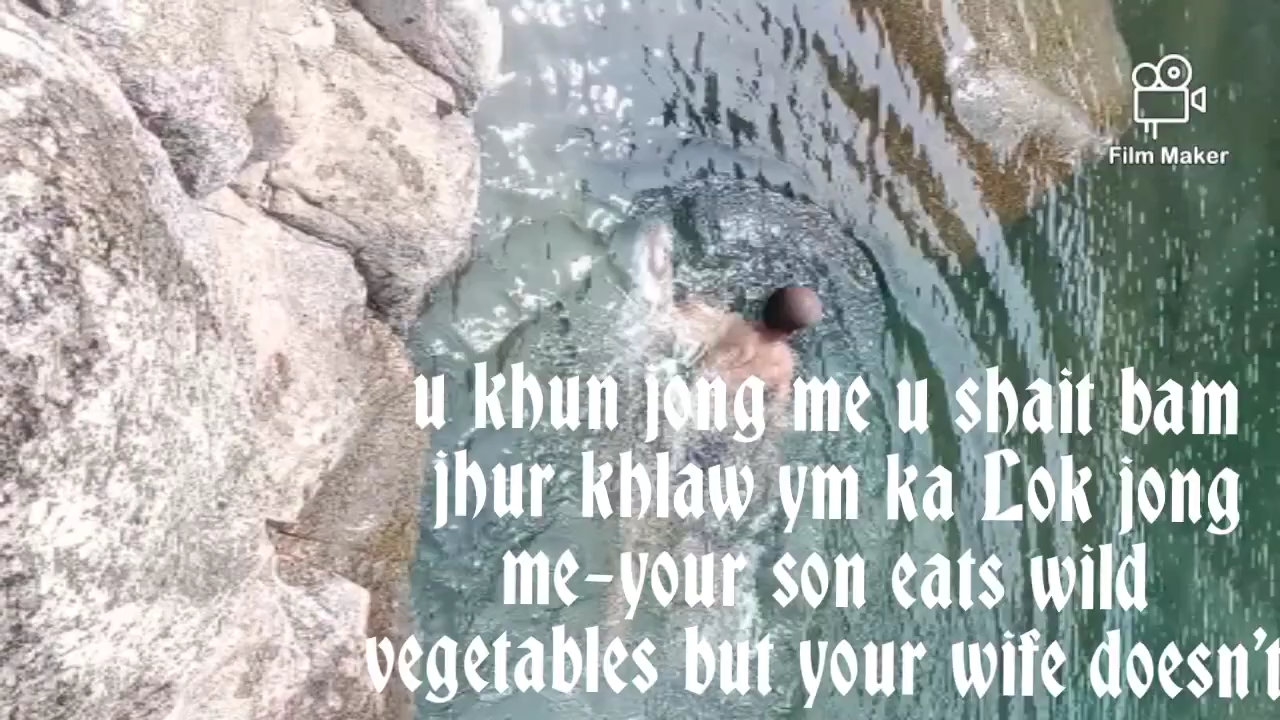 Film Maker
u khun jong me u shait bam
jhur khlaw ym ka Lok jong
me-your son eats wild
vegetables but your wife doesn't